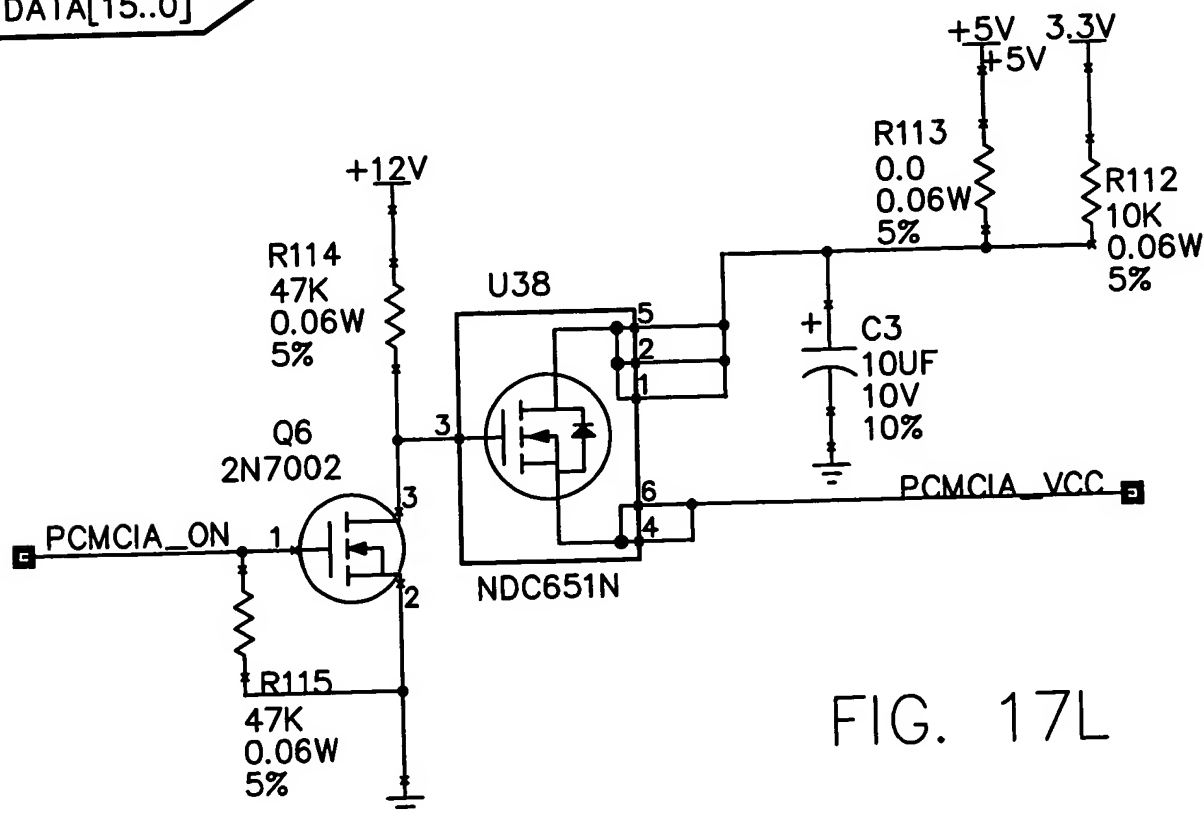 DATA[15..0]
+5V 3.3V
+5V
R113
0.0
0.06W
5%
R112
10K
0.06W
5%
+12V
R114
47K
0.06W
5%
U38
5
2
1
3
6
4
NDC651N
+ C3
10UF
10V
10%
Q6
2N7002
3
1
2
PCMCIA_ON
PCMCIA_VCC
R115
47K
0.06W
5%
FIG. 17L